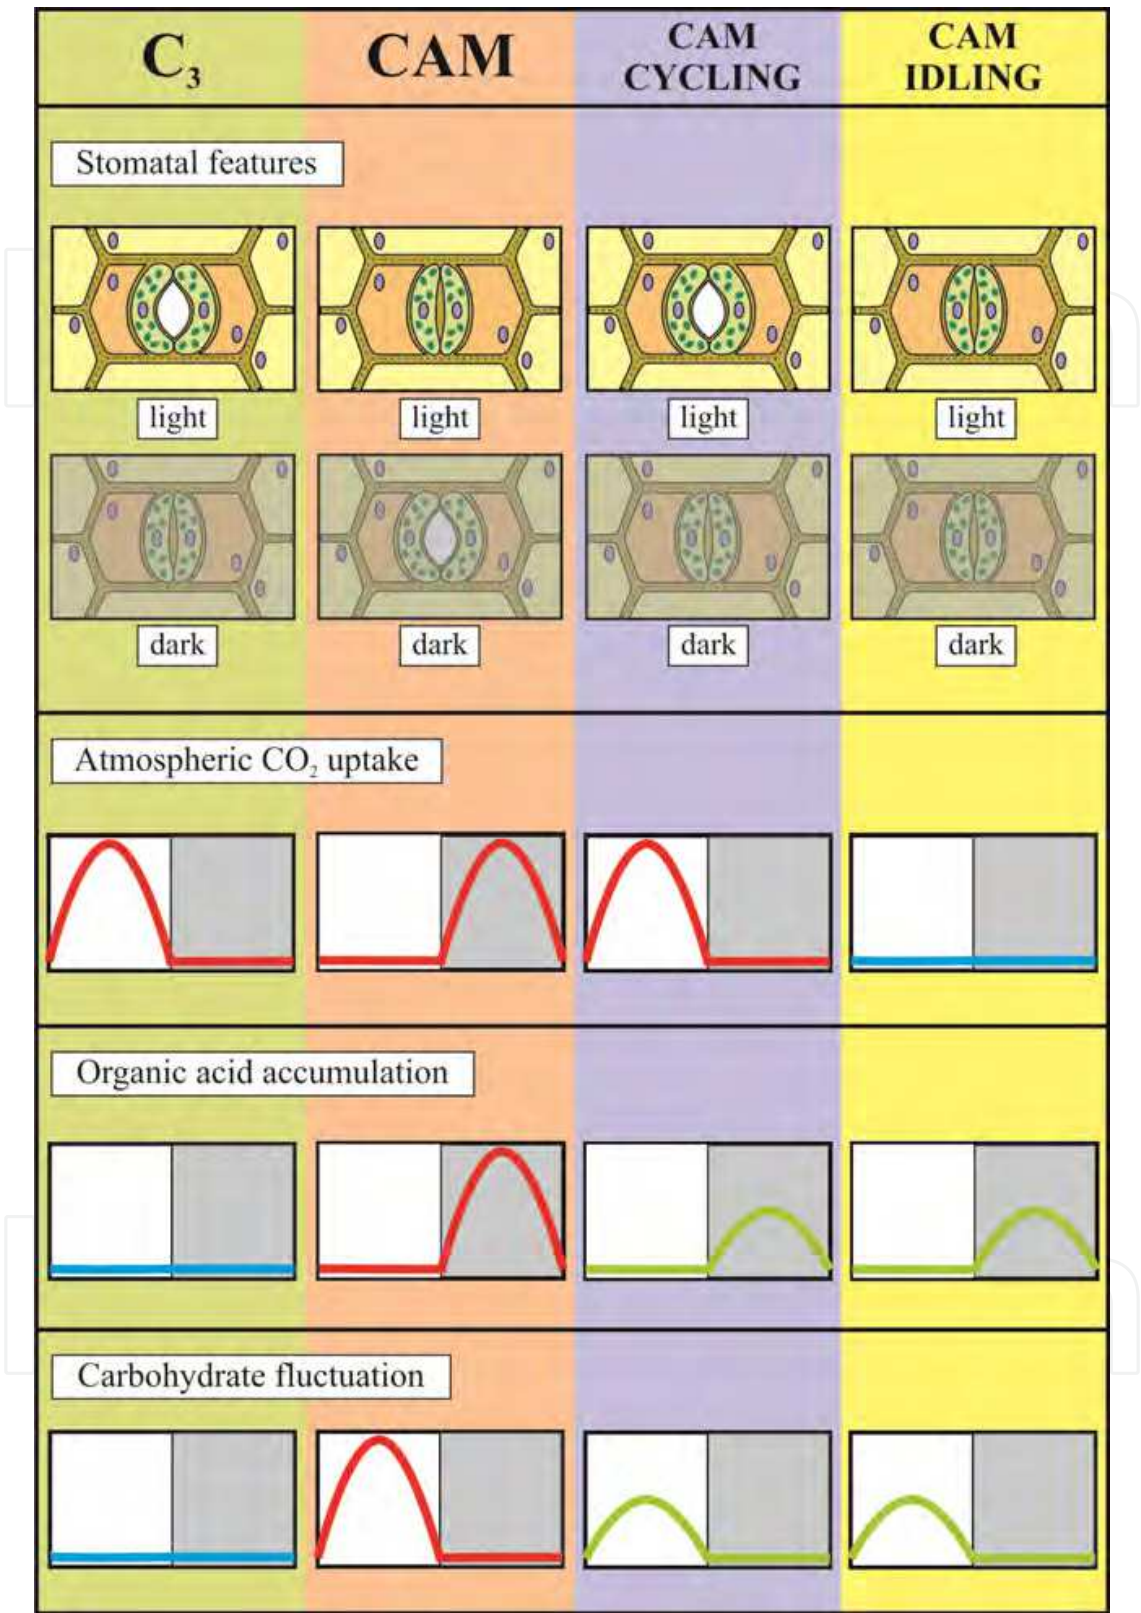 C₃
CAM
CAM
CYCLING
CAM
IDLING
Stomatal features
light
light
light
light
dark
dark
dark
dark
Atmospheric CO₂ uptake
Organic acid accumulation
Carbohydrate fluctuation